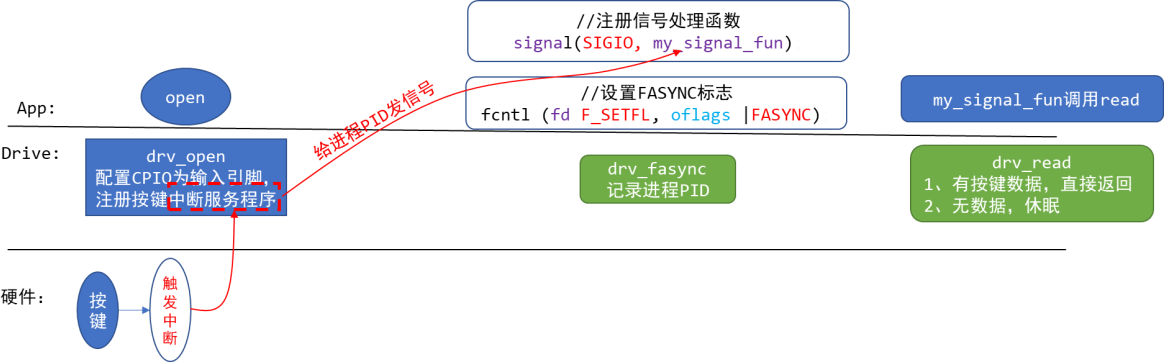 //注册信号处理函数
signal(SIGIO, my_signal_fun)
App:
open
给进程PID发信号
//设置FASYNC标志
fcntl (fd F_SETFL, oflags |FASYNC)
my_signal_fun调用read
Drive:
drv_open
配置CPIO为输入引脚,
注册按键中断服务程序
drv_fasync
记录进程PID
drv_read
1、有按键数据，直接返回
2、无数据，休眠
硬件:
按
键
触
发
中
断